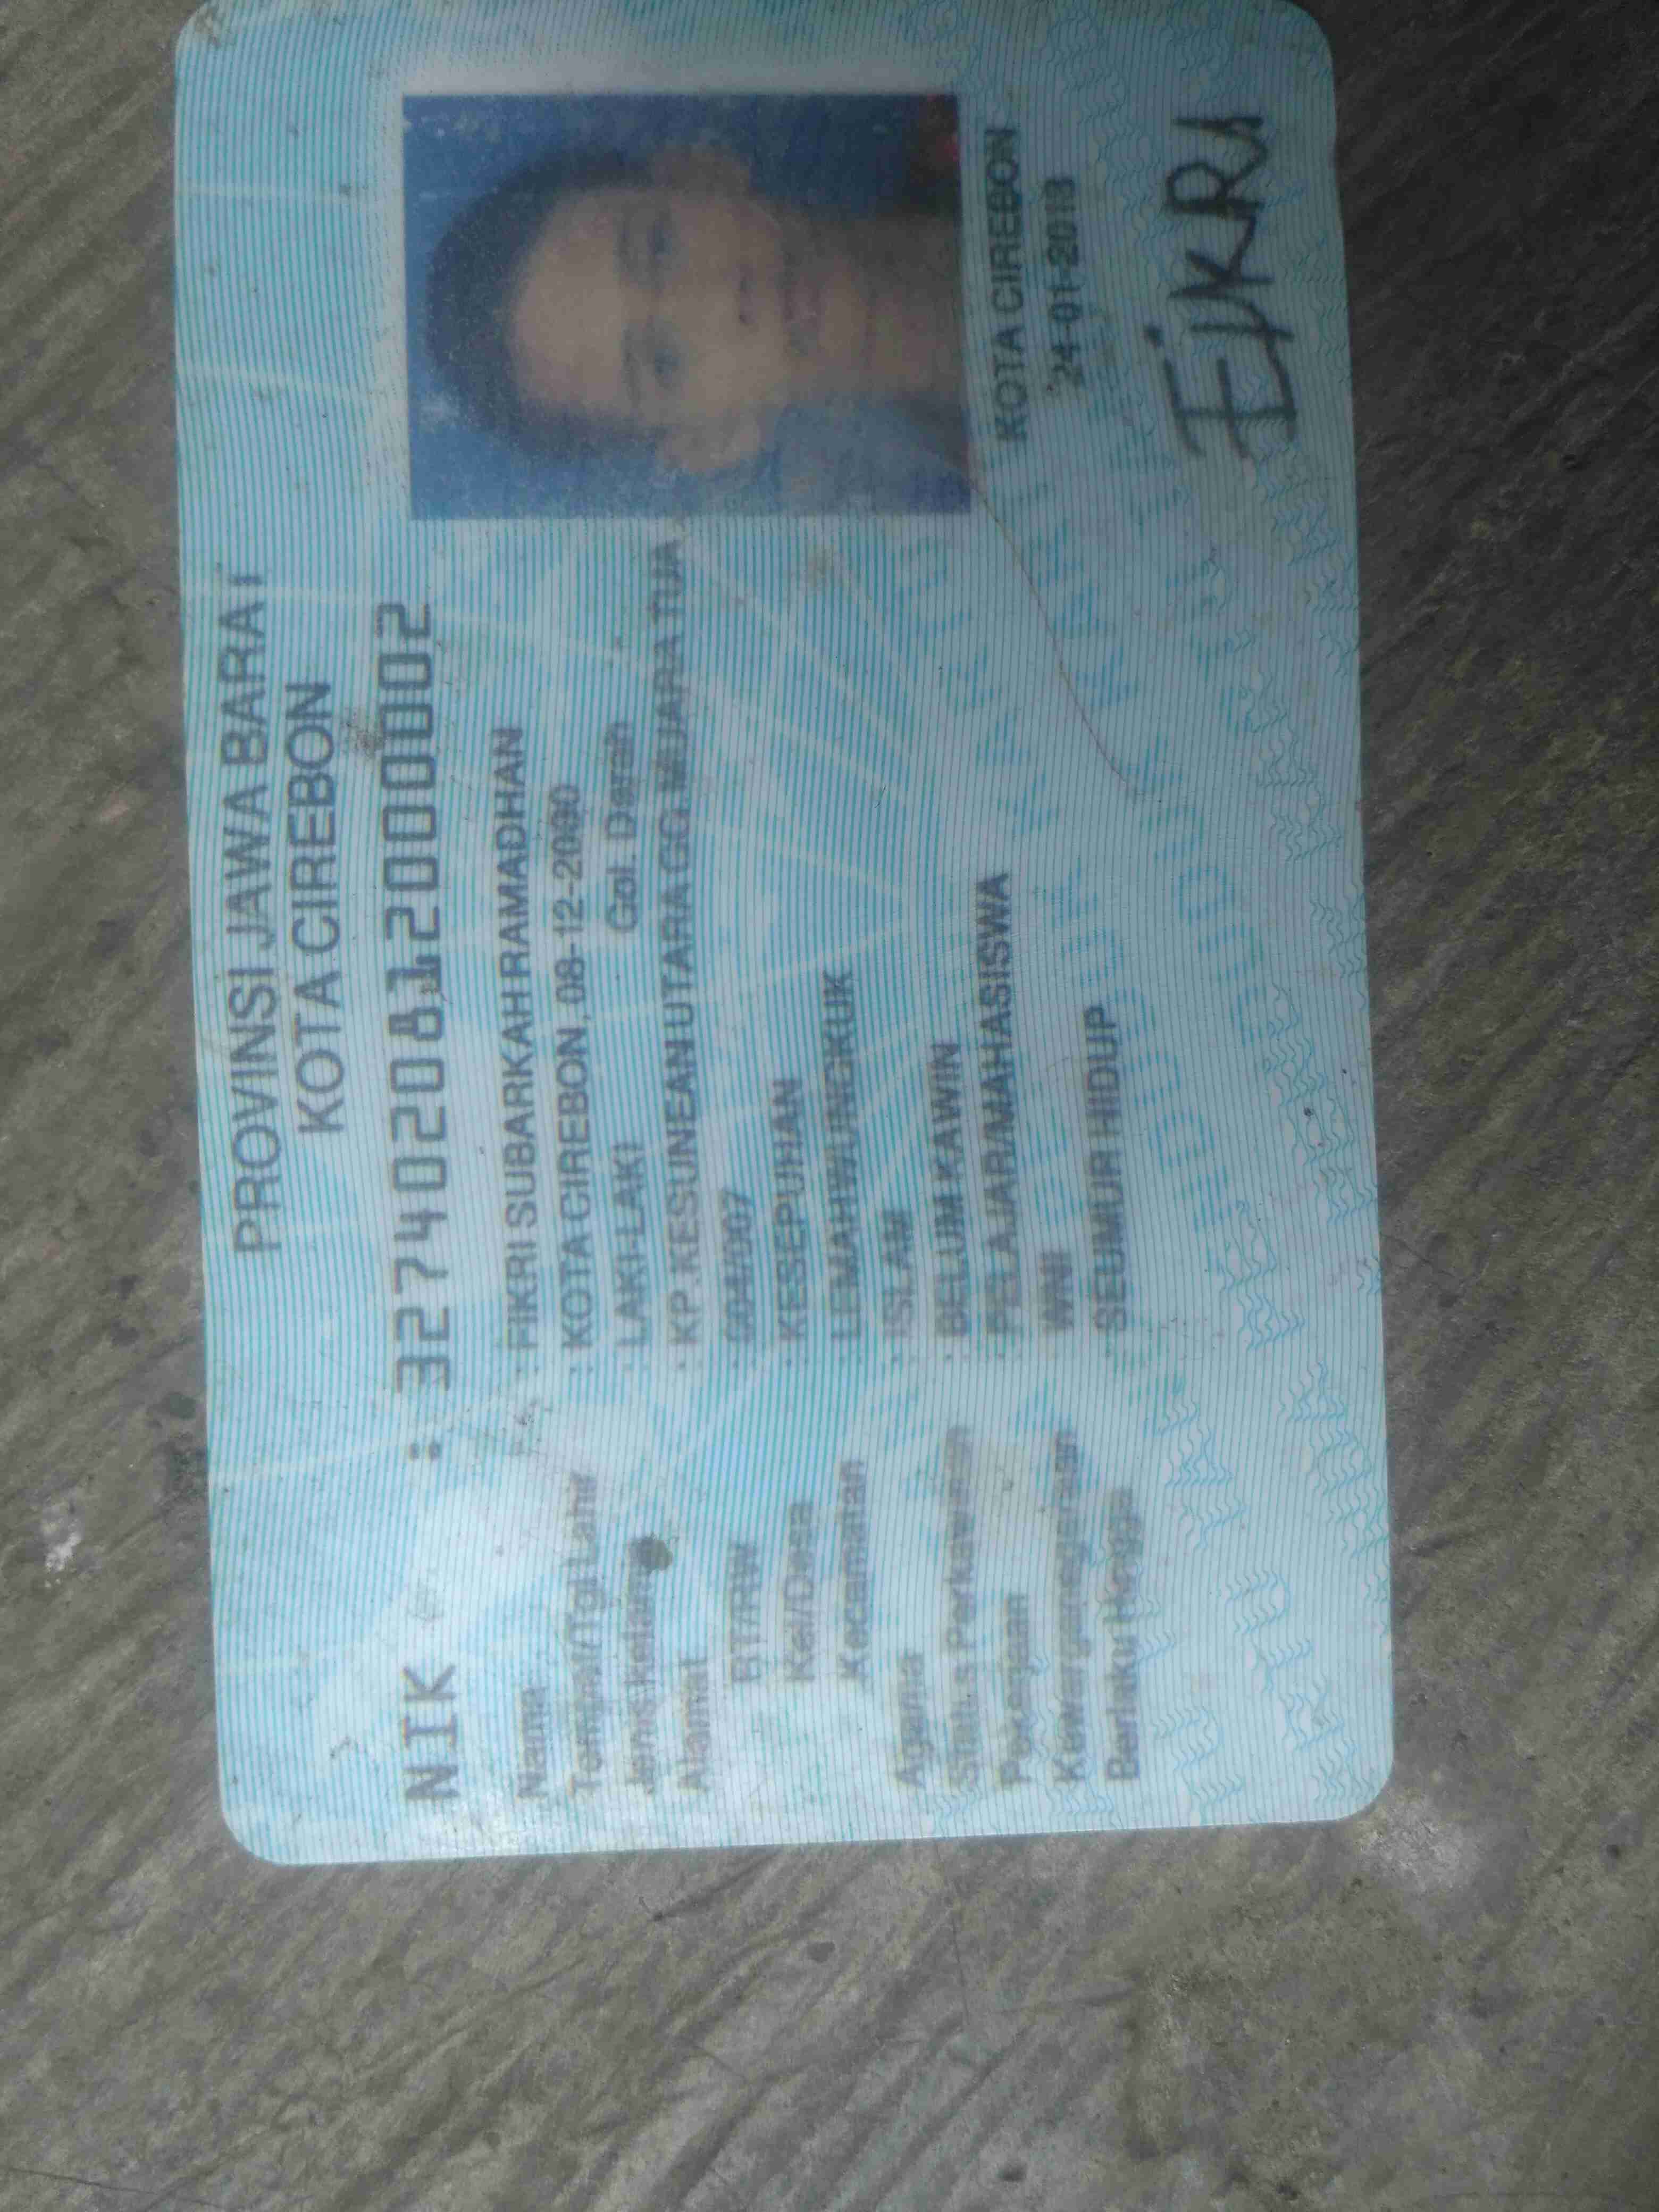 PROVINSI JAWA BARAT
KOTA CIREBON
NIK : 3274020812000002
Nama : FIKRI SUBARKAH RAMADHAN
Tempat/Tgl Lahir : KOTA CIREBON, 08-12-2000
Jenis Kelamin : LAKI-LAKI Gol. Darah :-
Alamat : KP. KESUNEAN UTARA GG.MUARA TUA
RT/RW : 004/007
Kel/Desa : KESEPUHAN
Kecamatan : LEMAHWUNGKUK
Agama : ISLAM
Status Perkawinan : BELUM KAWIN
Pekerjaan : PELAJAR/MAHASISWA
Kewarganegaraan : WNI
Berlaku Hingga : SEUMUR HIDUP
KOTA CIREBON
24-01-2018
FikRi